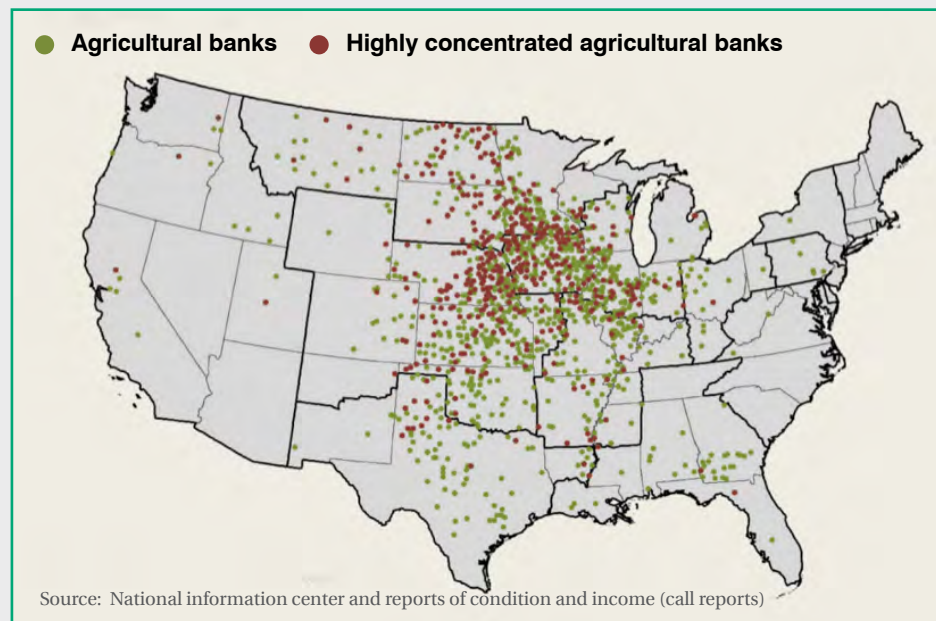 Agricultural banks Highly concentrated agricultural banks
Source: National information center and reports of condition and income (call reports)